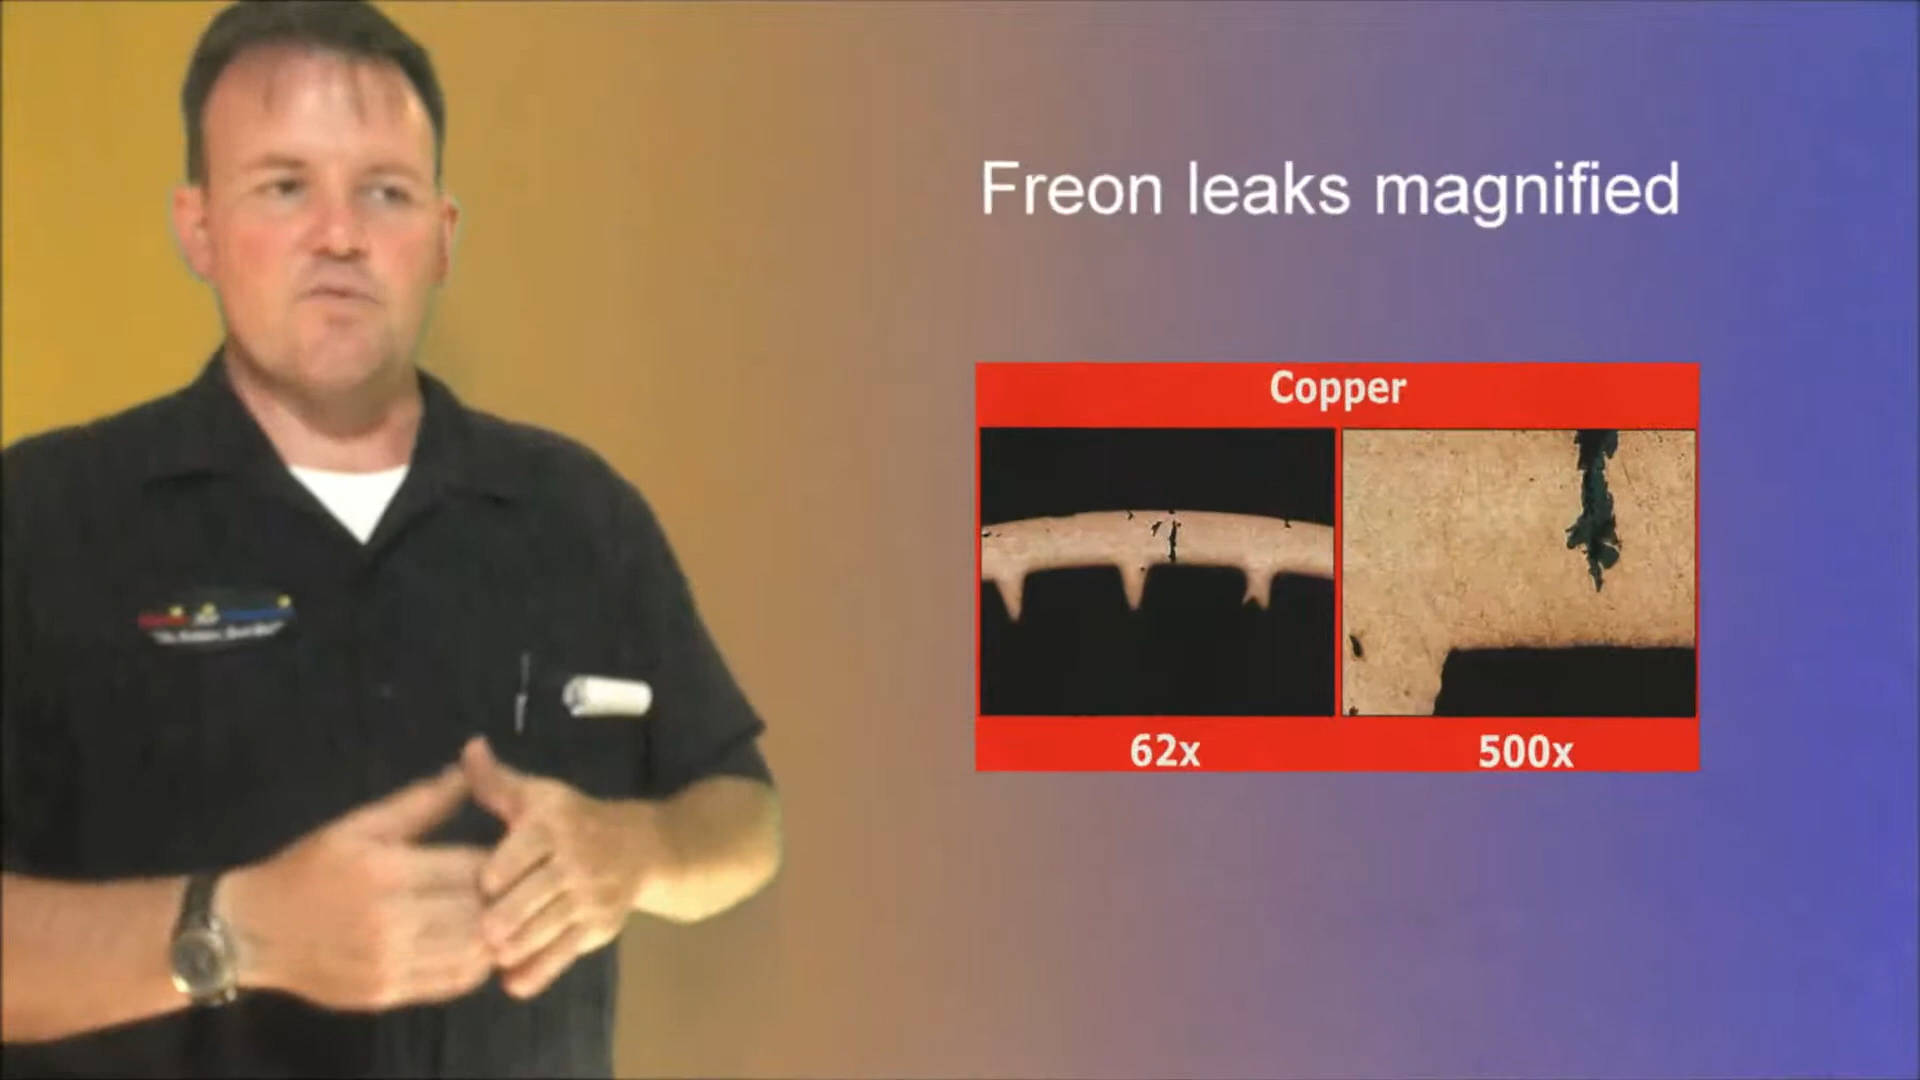 Freon leaks magnified
Copper
62x
500x